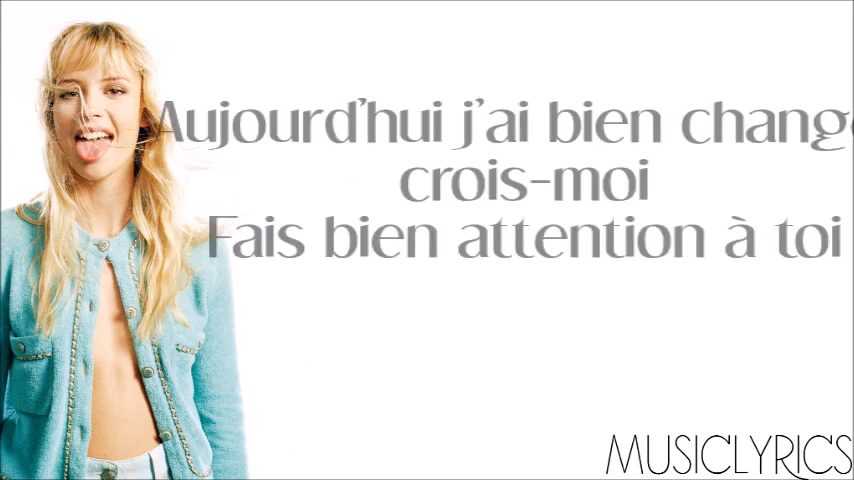 Aujourd'hui j'ai bien chang
crois-moi
Fais bien attention à toi
MUSICLYRICS